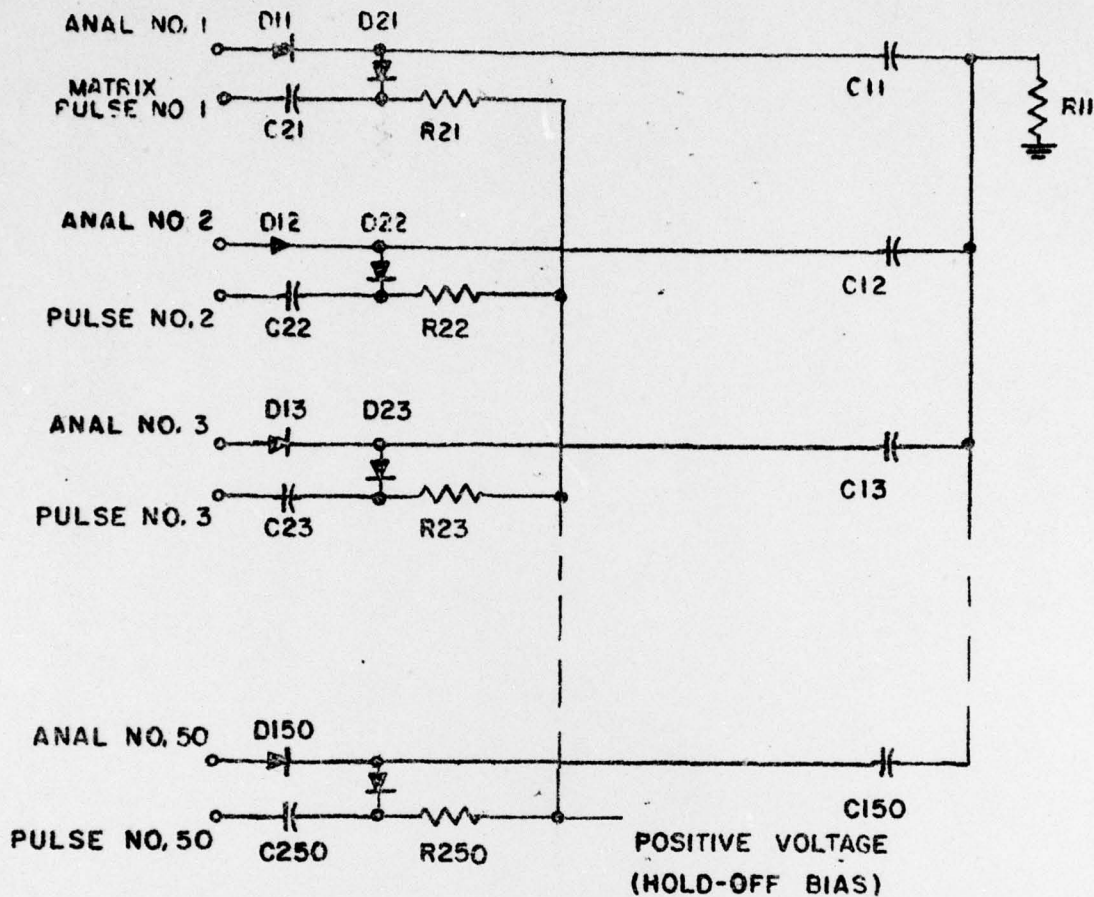 ANAL NO. 1
D11
D21
C11
R11
MATRIX
PULSE NO 1
C21
R21
ANAL NO 2
D12
D22
C12
PULSE NO. 2
C22
R22
ANAL NO. 3
D13
D23
C13
PULSE NO. 3
C23
R23
ANAL NO. 50
D150
C150
PULSE NO. 50
C250
R250
POSITIVE VOLTAGE
(HOLD-OFF BIAS)